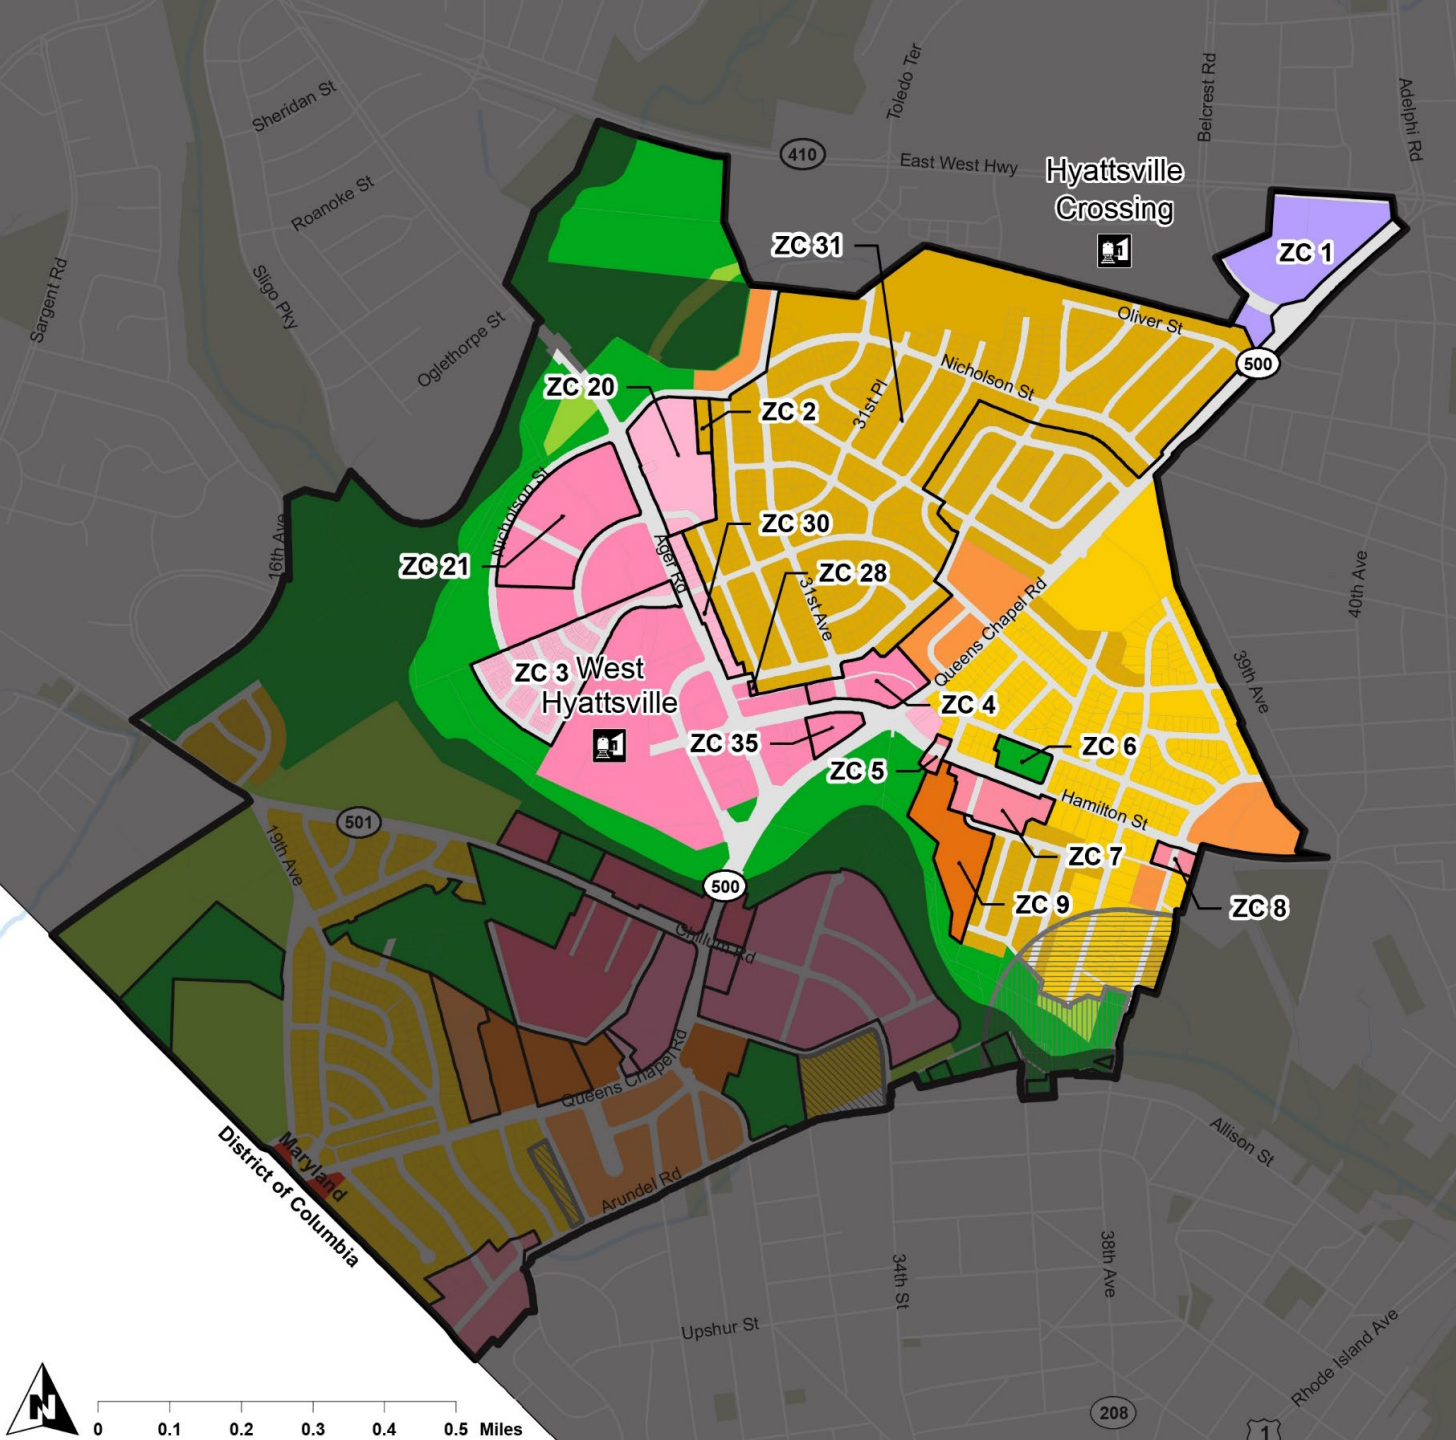 Toledo Ter
Belcrest Rd
Adelphi Rd
Sheridan St
410
East West Hwy
Hyattsville
Crossing
Roanoke St
ZC 31
ZC 1
Sargent Rd
Sligo Pky
Oglethorpe St
Oliver St
500
Nicholson St
ZC 20
ZC 2
31st Pl
Nicholson St
16th Ave
ZC 30
ZC 21
Ager Rd
ZC 28
31st Ave
40th Ave
Queens Chapel Rd
39th Ave
ZC 3
West
Hyattsville
ZC 4
ZC 35
ZC 6
ZC 5
Hamilton St
501
19th Ave
ZC 7
500
ZC 9
ZC 8
Chillum Rd
Queens Chapel Rd
Allison St
Maryland
District of Columbia
Arundel Rd
34th St
38th Ave
Upshur St
Rhode Island Ave
N
208
1
0 0.1 0.2 0.3 0.4 0.5 Miles